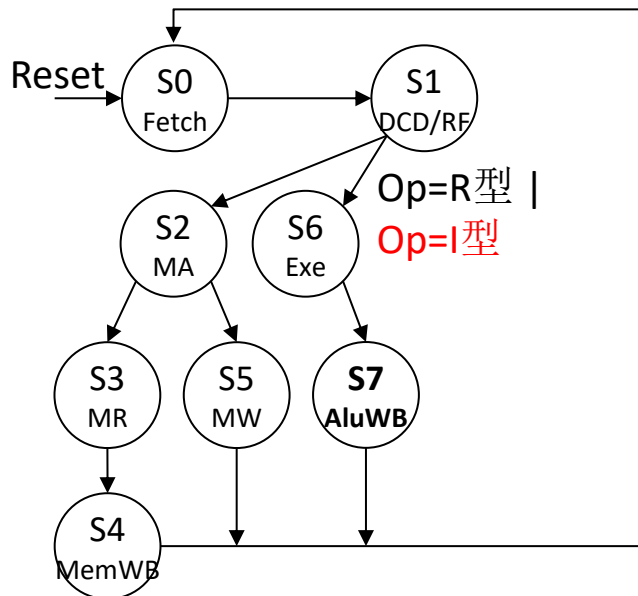 Reset
S0
Fetch
S1
DCD/RF
Op=R型 |
Op=I型
S2
MA
S6
Exe
S3
MR
S5
MW
S7
AluWB
S4
MemWB